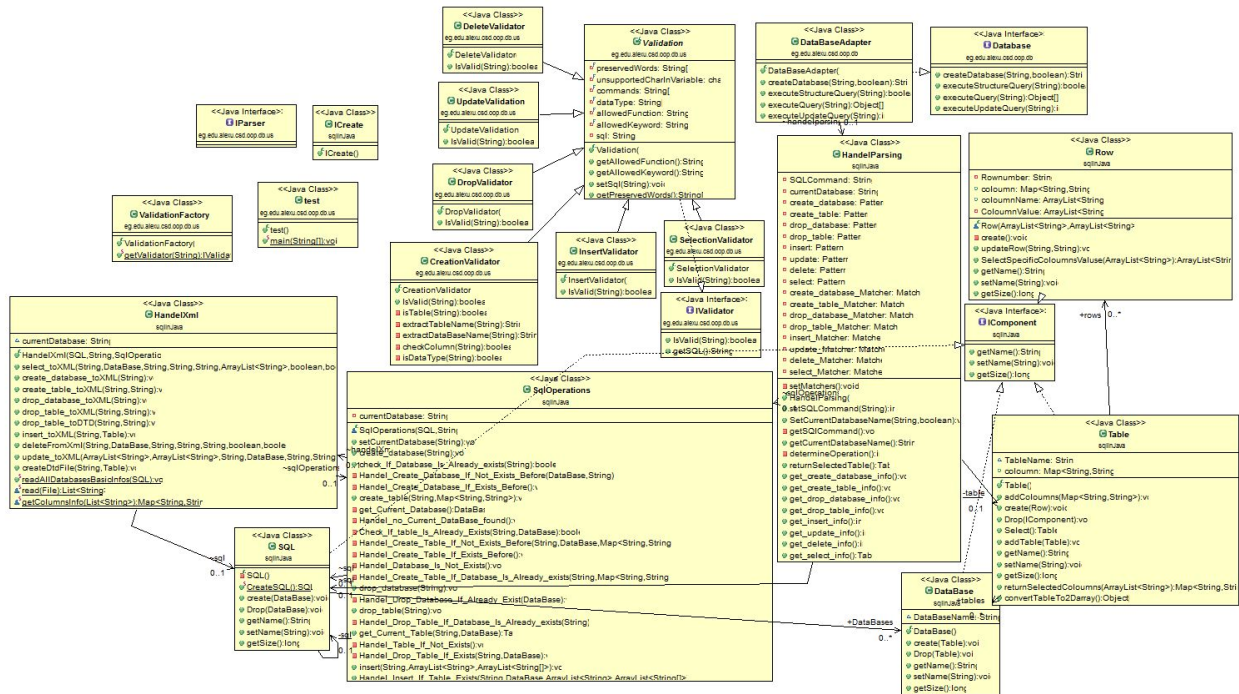 <<Java Class>>
DeleteValidator
eg.edu.alexu.csd.oop.db.us
DeleteValidator
IsValid(String):boolea
<<Java Class>>
UpdateValidation
eg.edu.alexu.csd.oop.db.us
UpdateValidation
IsValid(String):boolea
<<Java Class>>
DropValidator
eg.edu.alexu.csd.oop.db.us
DropValidator(
IsValid(String):boolea
<<Java Class>>
CreationValidator
eg.edu.alexu.csd.oop.db.us
CreationValidator
IsValid(String):boolea
isTable(String):boolea
extractTableName(String):Strir
extractDataBaseName(String):Strir
checkColumn(String):boolea
isDataType(String):boolea
<<Java Class>>
Validation
eg.edu.alexu.csd.oop.db.us
preservedWords: String[
unsupportedCharInVariable: cha
commands: String[
dataType: String[
allowedFunction: String
allowedKeyword: String
sql: String
Validation(
getAllowedFunction():String
getAllowedKeyword():String
setSql(String):voi
getPreservedWords():String[
<<Java Class>>
InsertValidator
eg.edu.alexu.csd.oop.db.us
InsertValidator(
IsValid(String):boolea
<<Java Class>>
SelectionValidator
eg.edu.alexu.csd.oop.db.us
SelectionValidator
IsValid(String):boolea
<<Java Interface>:
IValidator
eg.edu.alexu.csd.oop.db.us
IsValid(String):boolea
getSQL():String
<<Java Class>>
DataBaseAdapter
eg.edu.alexu.csd.oop.db
DataBaseAdapter(
createDatabase(String,boolean):Stri
executeStructureQuery(String):boole
executeQuery(String):Object[]
executeUpdateQuery(String):i
~handelparsin
0..1
<<Java Interface>:
Database
eg.edu.alexu.csd.oop.db
createDatabase(String,boolean):Stri
executeStructureQuery(String):boole
executeQuery(String):Object[]
executeUpdateQuery(String):i
<<Java Interface>:
IParser
eg.edu.alexu.csd.oop.db.us
<<Java Class>>
ICreate
sqlinJava
ICreate()
<<Java Class>>
ValidationFactory
eg.edu.alexu.csd.oop.db.us
ValidationFactory(
getValidator(String):IValida
<<Java Class>>
test
eg.edu.alexu.csd.oop.db.us
test()
main(String[]):voi
<<Java Class>>
HandelParsing
sqlinJava
SQLCommand: Strin
currentDatabase: String
create_database: Patter
create_table: Patter
drop_database: Patter
drop_table: Patter
insert: Pattern
update: Pattern
delete: Pattern
select: Pattern
create_database_Matcher: Match
create_table_Matcher: Match
drop_database_Matcher: Match
drop_table_Matcher: Match
insert_Matcher: Matche
update_Matcher: Match
delete_Matcher: Match
select_Matcher: Match
setMatchers():void
HandelParsing(
setSQLCommand(String):ir
SetCurrentDatabaseName(String,boolean):v
getSQlCommand():vo
getCurrentDatabaseName():Strir
determineOperation():i
returnSelectedTable():Tat
get_create_database_info():vc
get_create_table_info():vc
get_drop_database_info():vc
get_drop_table_info():vc
get_insert_info():ir
get_update_info():i
get_delete_info():i
get_select_info():Tab
<<Java Class>>
Row
sqlinJava
Rownumber: Strin
coloumn: Map<String,String
coloumnName: ArrayList<String
ColoumnValue: ArrayList<String
Row(ArrayList<String>,ArrayList<String)
create():void
updateRow(String,String):vc
SelectSpecificColoumnsValuse(ArrayList<String>):ArrayList<Strir
getName():String
setName(String):voi
getSize():long
+rows
0..*
<<Java Interface>:
IComponent
sqlinJava
getName():String
setName(String):voi
getSize():long
<<Java Class>>
HandelXml
sqlinJava
currentDatabase: String
HandelXml(SQL,String,SqlOperatic
select_toXML(String,DataBase,String,String,String,ArrayList<String>,boolean,bo
create_database_toXML(String):v
create_table_toXML(String,String):v
drop_database_toXML(String):v
drop_table_toXML(String,String):v
drop_table_toDTD(String,String):v
insert_toXML(String,Table):v
deleteFromXml(String,DataBase,String,String,String,boolean,boole
update_toXML(ArrayList<String>,ArrayList<String>,String,DataBase,String,String
createDtdFile(String,Table):v
readAllDatabasesBasicInfos(SQL):vo
read(File):List<String
getColumnsInfo(List<String>):Map<String,Strir
~handelXm
~sqlOperation
0..1
<<Java Class>>
SqlOperations
sqlinJava
currentDatabase: String
SqlOperations(SQL,String
setCurrentDatabase(String):vo
create_database(String):vo
check_If_Database_Is_Already_exists(String):boole
Handel_Create_Database_If_Not_Exists_Before(DataBase,String)
Handel_Create_Database_If_Exists_Before():v
create_table(String,Map<String,String>):v
get_Current_Database():DataBas
Handel_no_Current_DataBase_found():v
Check_If_table_Is_Already_Exists(String,DataBase):boole
Handel_Create_Table_If_Not_Exists_Before(String,DataBase,Map<String,String
Handel_Create_Table_If_Exists_Before():v
Handel_Database_Is_Not_Exists():vo
Handel_Create_Table_If_Database_Is_Already_exists(String,Map<String,String
drop_database(String):vo
Handel_Drop_Database_If_Already_Exist(DataBase):
drop_table(String):vo
Handel_Drop_Table_If_Database_Is_Already_exists(String)
get_Current_Table(String,DataBase):Ta
Handel_Table_If_Not_Exists():v
Handel_Drop_Table_If_Exists(String,DataBase):v
insert(String,ArrayList<String>,ArrayList<String[]>):vc
Handel_Insert_If_Table_Exists(String,DataBase,ArrayList<String>,ArrayList<String[]>
<<Java Class>>
SQL
sqlinJava
SQL()
CreateSQL():SQL
create(DataBase):voi
Drop(DataBase):voi
getName():String
setName(String):voi
getSize():long
~sql
0..1
+DataBases
0..*
-table
0..1
<<Java Class>>
Table
sqlinJava
TableName: Strin
coloumn: Map<String,String
Table()
addColoumns(Map<String,String>):v
create(Row):voic
Drop(IComponent):vo
Select():Table
addTable(Table):vc
getName():String
setName(String):voi
getSize():long
returnSelectedColoumns(ArrayList<String>):Map<String,Strir
convertTableTo2Darray():Object
<<Java Class>>
DataBase
sqlinJava
+tables
0..*
DataBaseName: String
DataBase()
create(Table):voi
Drop(Table):voi
getName():String
setName(String):voi
getSize():long